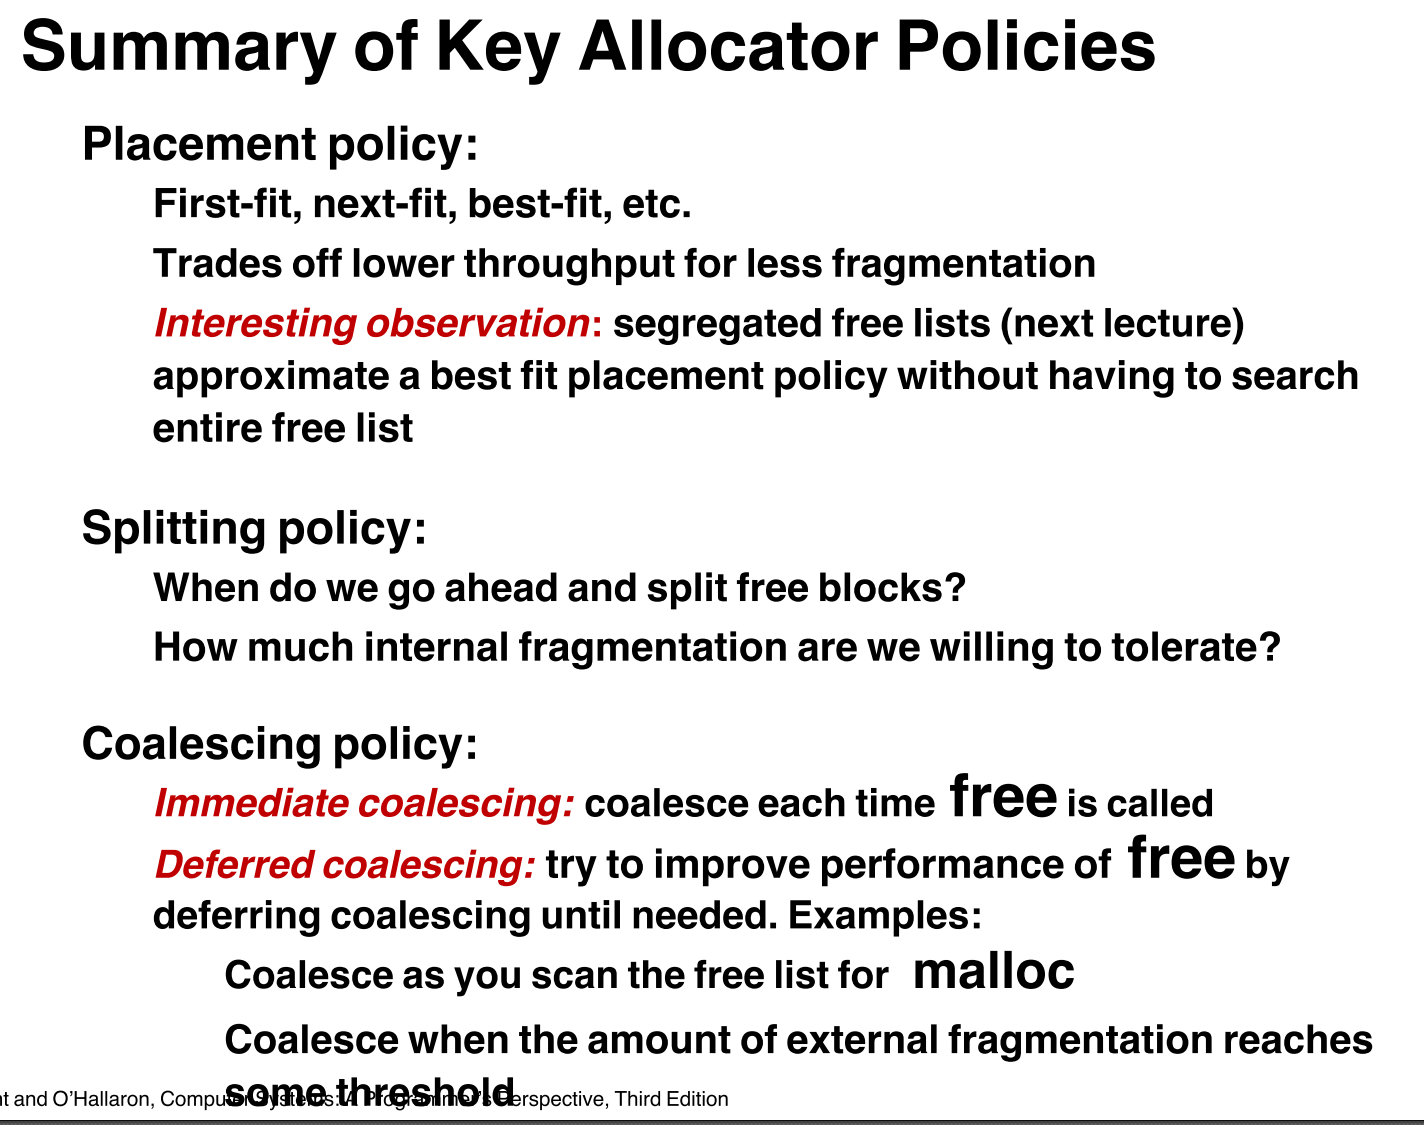 Summary of Key Allocator Policies
Placement policy:
First-fit, next-fit, best-fit, etc.
Trades off lower throughput for less fragmentation
Interesting observation: segregated free lists (next lecture)
approximate a best fit placement policy without having to search
entire free list
Splitting policy:
When do we go ahead and split free blocks?
How much internal fragmentation are we willing to tolerate?
Coalescing policy:
Immediate coalescing: coalesce each time free is called
Deferred coalescing: try to improve performance of free by
deferring coalescing until needed. Examples:
Coalesce as you scan the free list for malloc
Coalesce when the amount of external fragmentation reaches
some threshold
and O'Hallaron, Computer Systems: A Programmer's Perspective, Third Edition